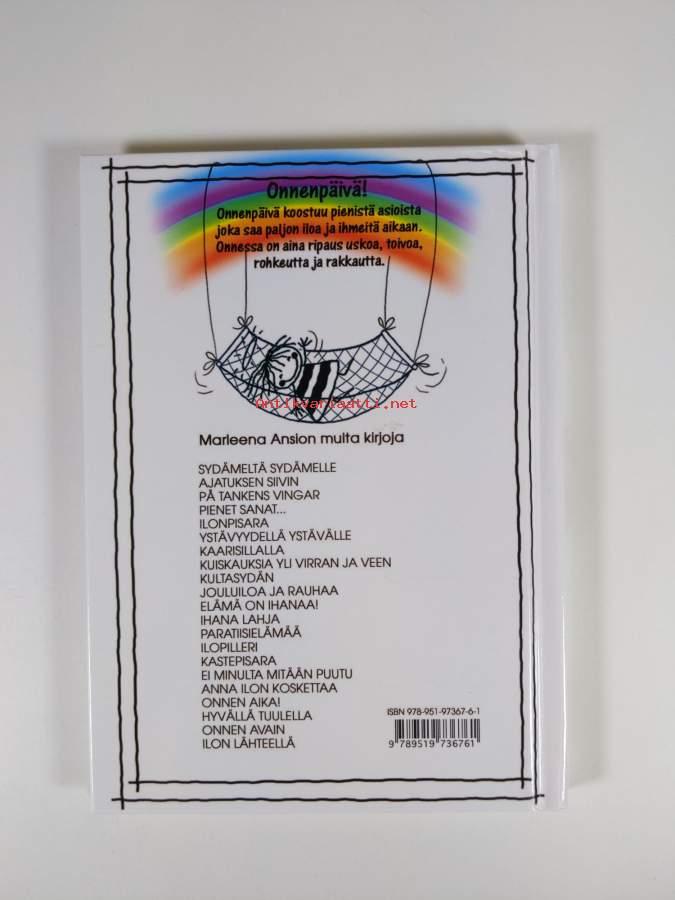 Onnenpäivä!
Onnenpäivä koostuu pienistä asioista
joka saa paljon iloa ja ihmeitä aikaan.
Onnessa on aina ripaus uskoa, toivoa,
rohkeutta ja rakkautta.
Antikvariaatti.net
Marleena Ansion muita kirjoja
SYDÄMELTÄ SYDÄMELLE
AJATUKSEN SIIVIN
PÅ TANKENS VINGAR
PIENET SANAT...
ILONPISARA
YSTÄVYYDELLÄ YSTÄVÄLLE
KAARISILLALLA
KUISKAUKSIA YLI VIRRAN JA VEEN
KULTASYDÄN
JOULUILOA JA RAUHAA
ELÄMÄ ON IHANAA!
IHANA LAHJA
PARATIISIELÄMÄÄ
ILOPILLERI
KASTEPISARA
EI MINULTA MITÄÄN PUUTU
ANNA ILON KOSKETTAA
ONNEN AIKA!
HYVÄLLÄ TUULELLA
ONNEN AVAIN
ILON LÄHTEELLÄ
ISBN 978-951-97367-6-1
9 789519 736761